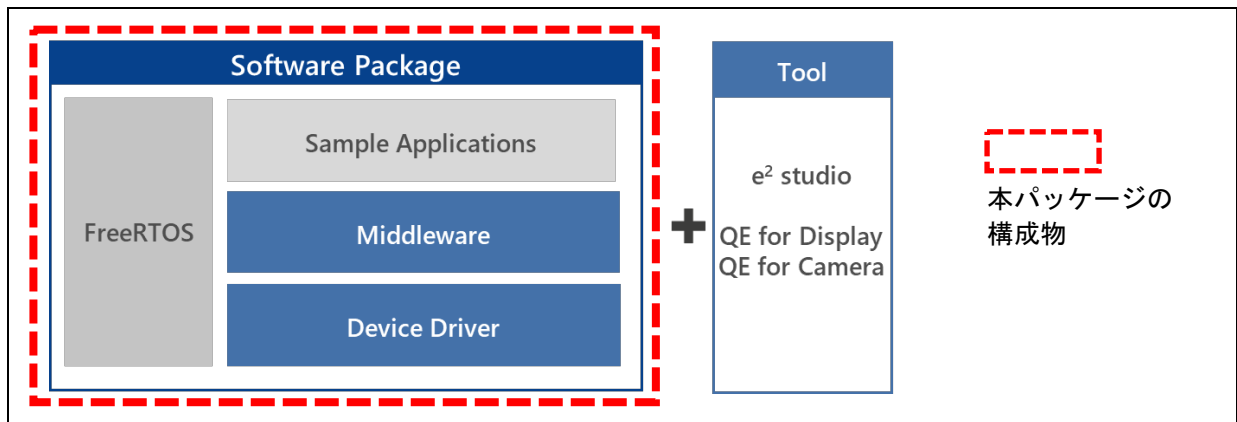 Software Package
FreeRTOS
Sample Applications
Middleware
Device Driver
Tool
e² studio
QE for Display
QE for Camera
本パッケージの
構成物